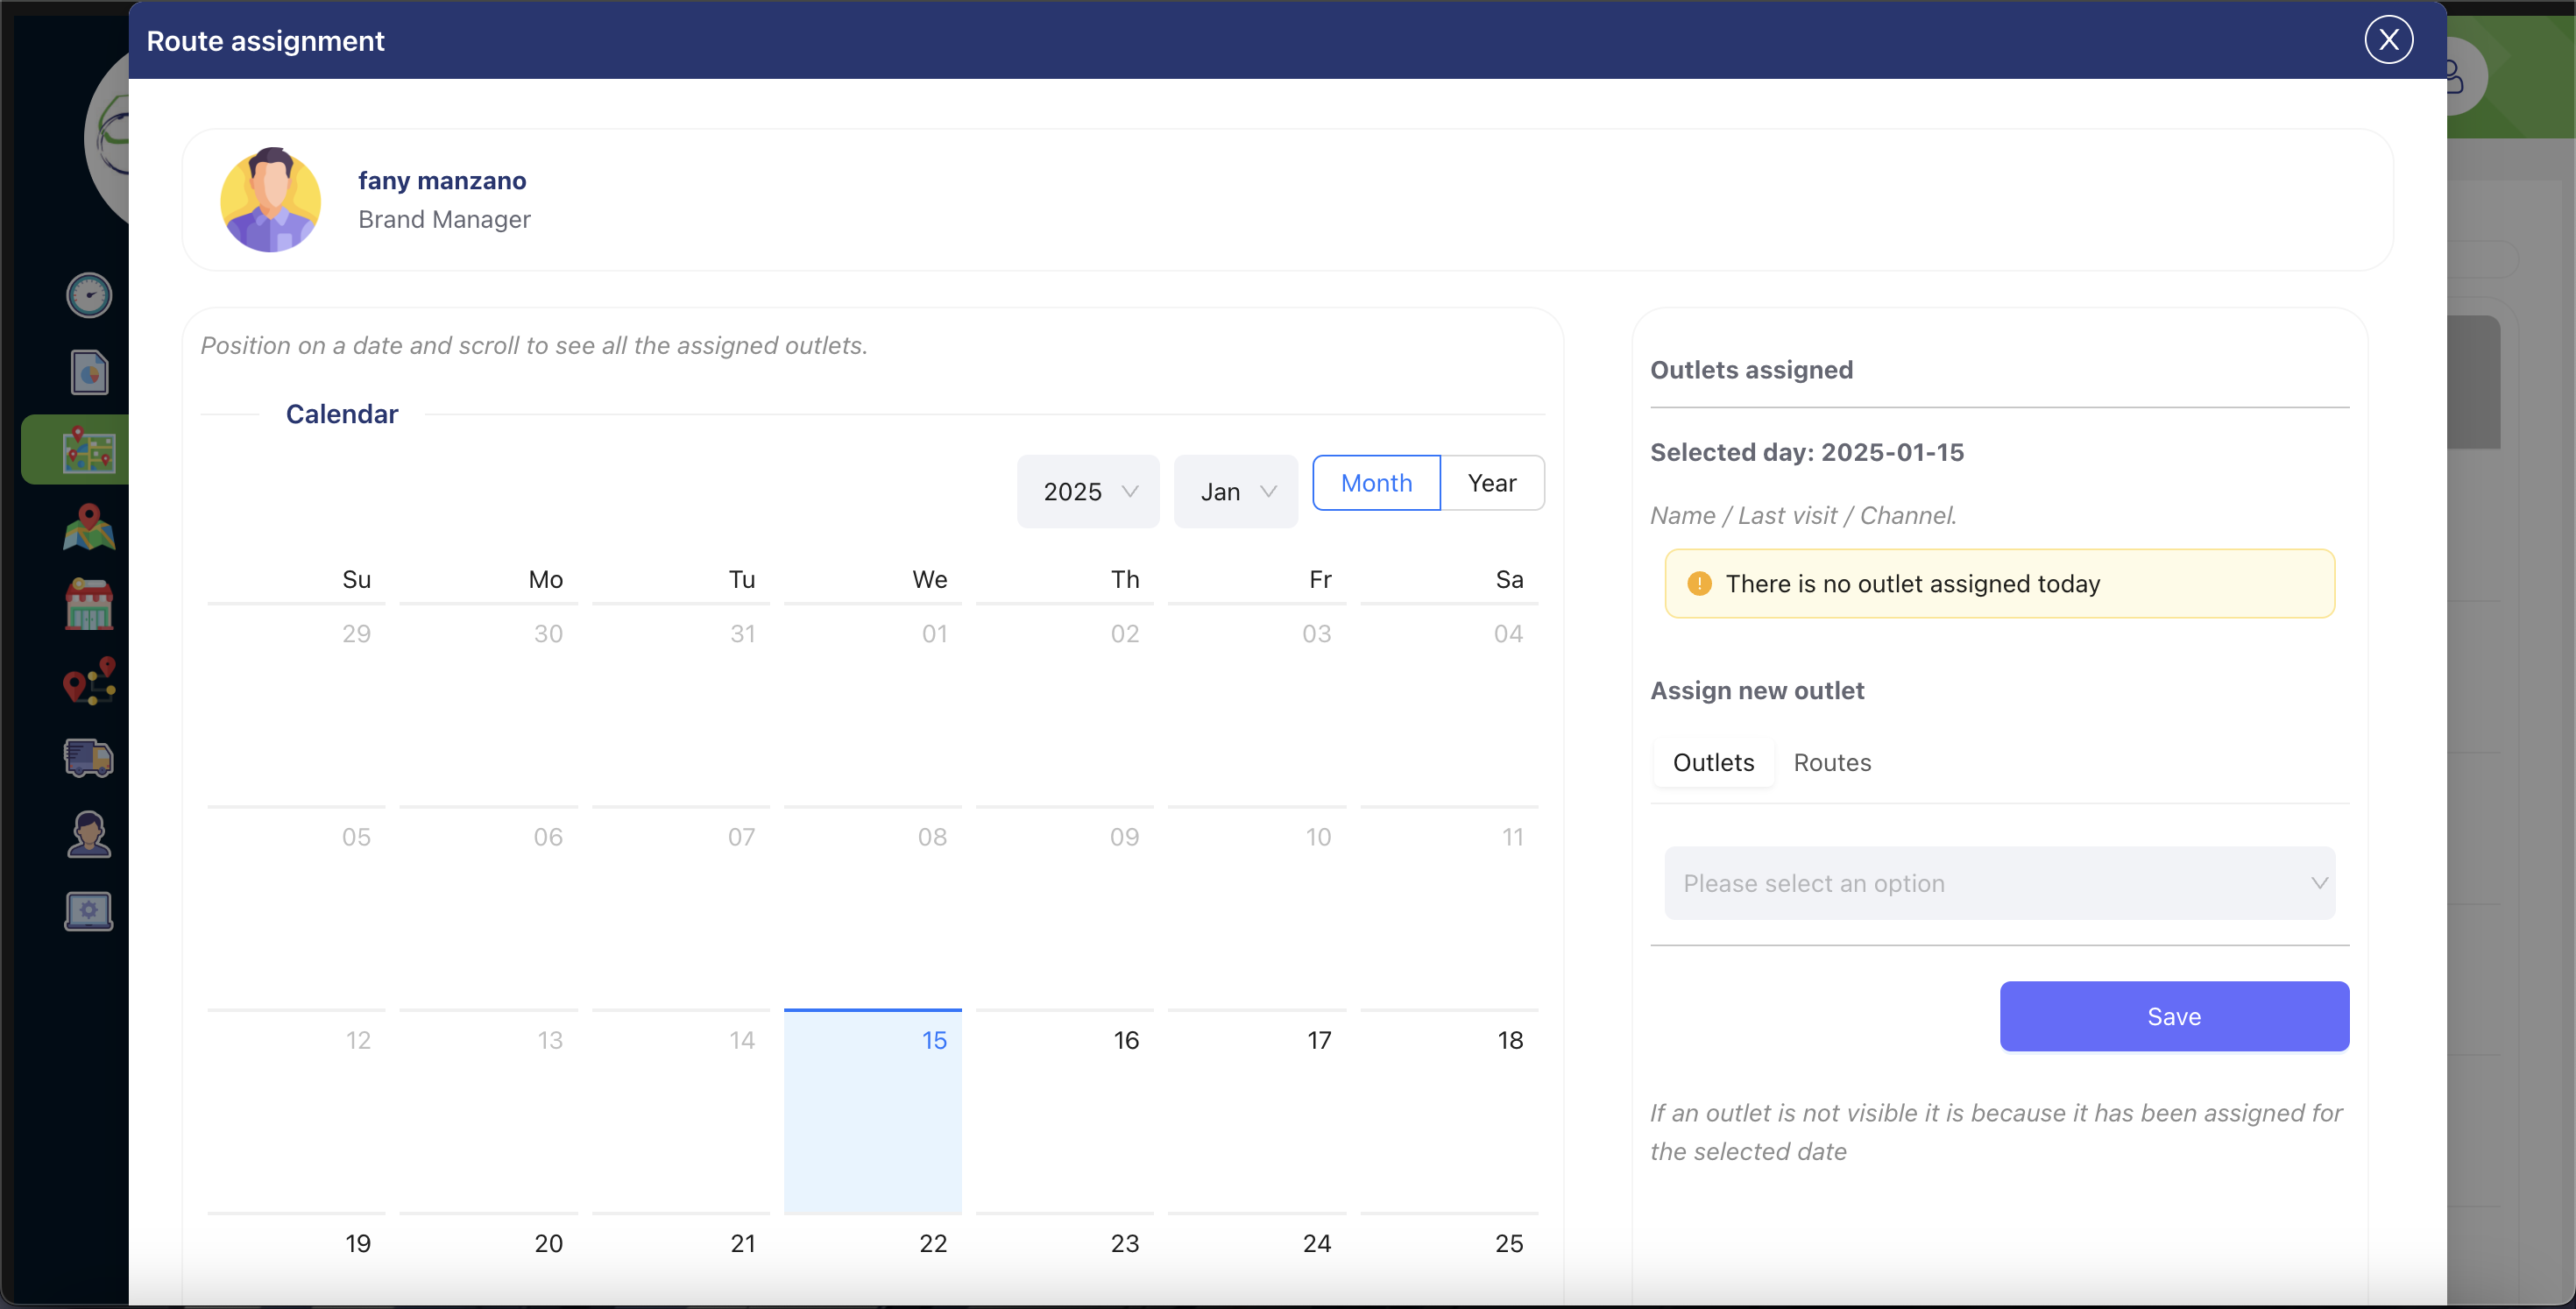 Route assignment
X
fany manzano
Brand Manager
Position on a date and scroll to see all the assigned outlets.
Calendar
2025 Jan Month Year
Su Mo Tu We Th Fr Sa
29 30 31 01 02 03 04
05 06 07 08 09 10 11
12 13 14 15 16 17 18
19 20 21 22 23 24 25
Outlets assigned
Selected day: 2025-01-15
Name / Last visit / Channel.
There is no outlet assigned today
Assign new outlet
Outlets Routes
Please select an option
Save
If an outlet is not visible it is because it has been assigned for
the selected date